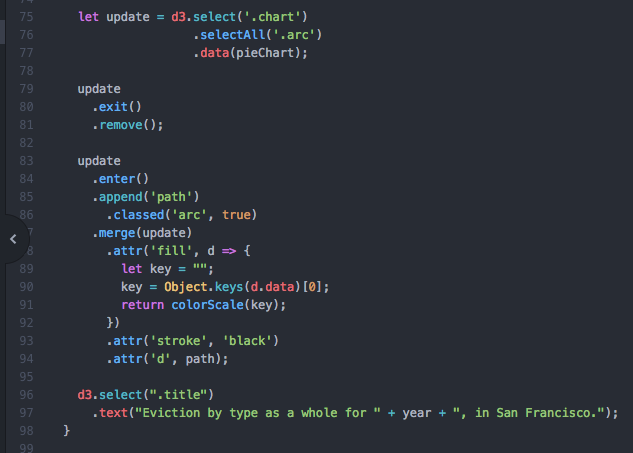 75 let update = d3.select('.chart')
76 .selectAll('.arc')
77 .data(pieChart);
78
79 update
80 .exit()
81 .remove();
82
83 update
84 .enter()
85 .append('path')
86 .classed('arc', true)
.merge(update)
.attr('fill', d => {
89 let key = "";
90 key = Object.keys(d.data)[0];
91 return colorScale(key);
92 })
93 .attr('stroke', 'black')
94 .attr('d', path);
95
96 d3.select(".title")
97 .text("Eviction by type as a whole for " + year + ", in San Francisco.");
98 }
99